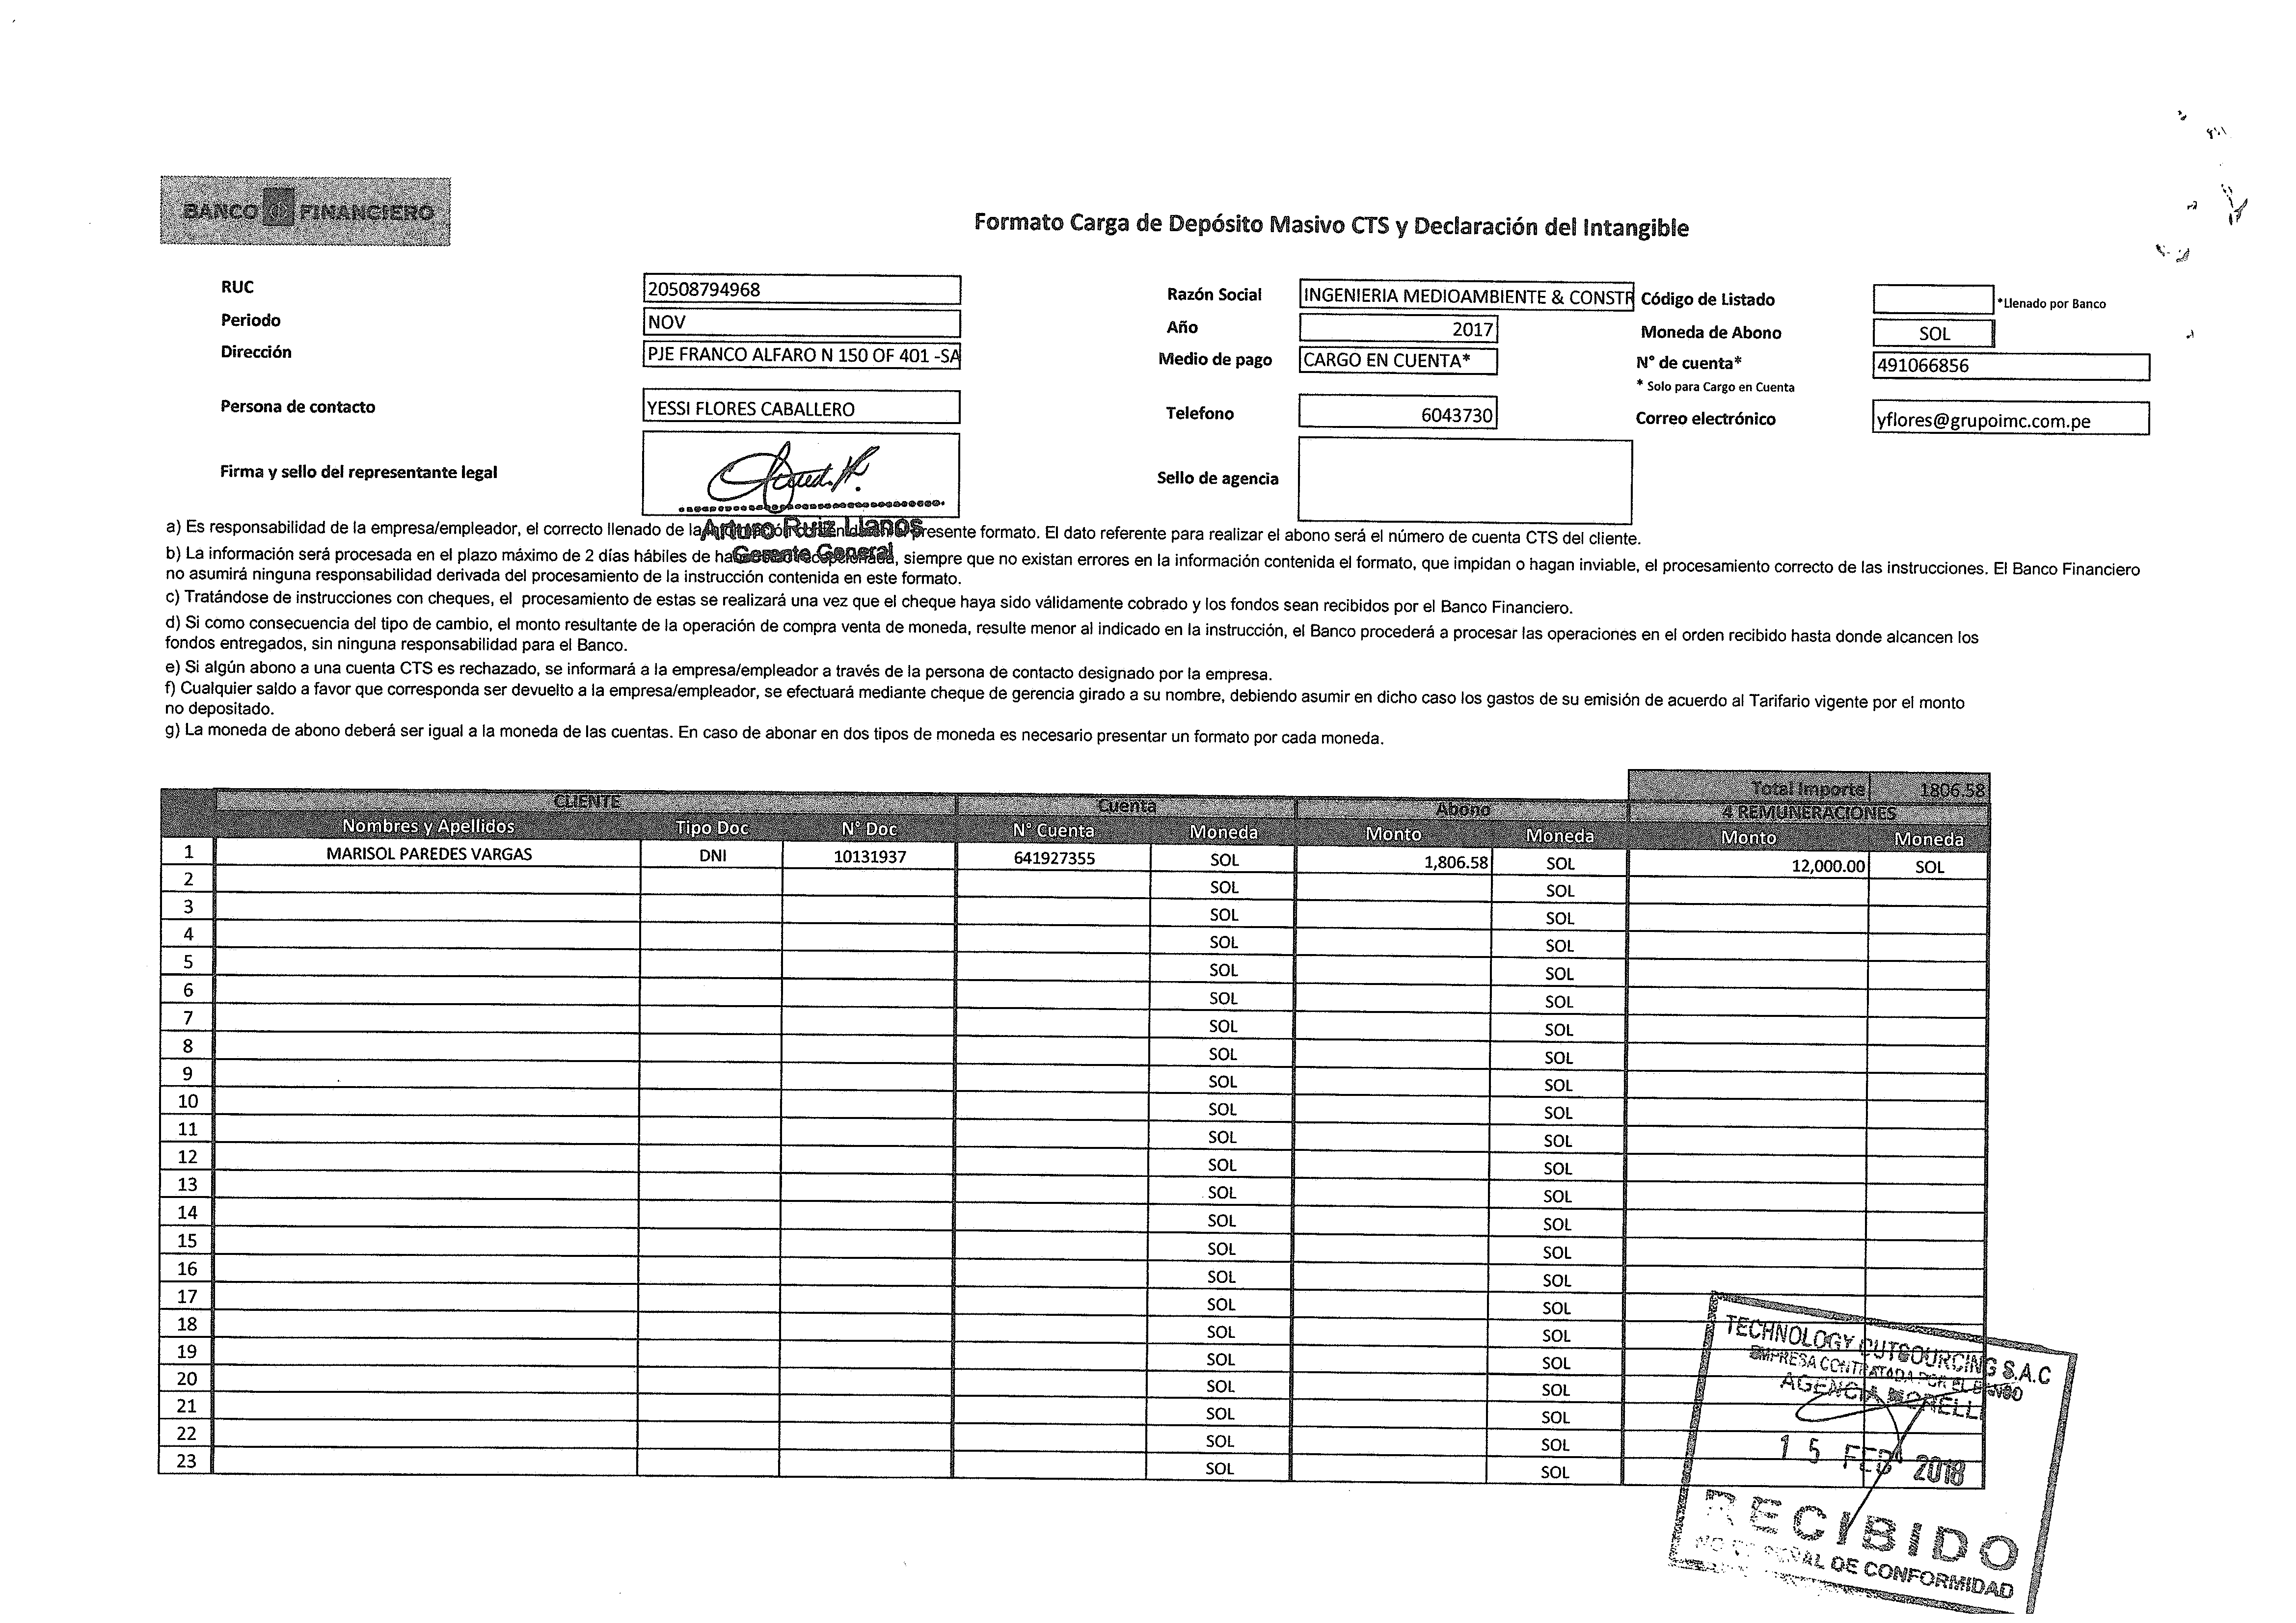 BANCO FINANCIERO
Formato Carga de Depósito Masivo CTS y Declaración del Intangible
RUC 20508794968 Razón Social INGENIERIA MEDIOAMBIENTE & CONSTR Código de Listado *Llenado por Banco
Periodo NOV Año 2017 Moneda de Abono SOL
Dirección PJE FRANCO ALFARO N 150 OF 401 -SA Medio de pago CARGO EN CUENTA* N° de cuenta* 491066856
* Solo para Cargo en Cuenta
Persona de contacto YESSI FLORES CABALLERO Telefono 6043730 Correo electrónico yflores@grupoimc.com.pe
Firma y sello del representante legal Sello de agencia
Arturo Ruiz Llanos
Gerente General
a) Es responsabilidad de la empresa/empleador, el correcto llenado de la presente formato. El dato referente para realizar el abono será el número de cuenta CTS del cliente.
b) La información será procesada en el plazo máximo de 2 días hábiles de , siempre que no existan errores en la información contenida el formato, que impidan o hagan inviable, el procesamiento correcto de las instrucciones. El Banco Financiero
no asumirá ninguna responsabilidad derivada del procesamiento de la instrucción contenida en este formato.
c) Tratándose de instrucciones con cheques, el procesamiento de estas se realizará una vez que el cheque haya sido válidamente cobrado y los fondos sean recibidos por el Banco Financiero.
d) Si como consecuencia del tipo de cambio, el monto resultante de la operación de compra venta de moneda, resulte menor al indicado en la instrucción, el Banco procederá a procesar las operaciones en el orden recibido hasta donde alcancen los
fondos entregados, sin ninguna responsabilidad para el Banco.
e) Si algún abono a una cuenta CTS es rechazado, se informará a la empresa/empleador a través de la persona de contacto designado por la empresa.
f) Cualquier saldo a favor que corresponda ser devuelto a la empresa/empleador, se efectuará mediante cheque de gerencia girado a su nombre, debiendo asumir en dicho caso los gastos de su emisión de acuerdo al Tarifario vigente por el monto
no depositado.
g) La moneda de abono deberá ser igual a la moneda de las cuentas. En caso de abonar en dos tipos de moneda es necesario presentar un formato por cada moneda.
Total Importe 1806.58
CLIENTE Cuenta Abono 4 REMUNERACIONES
Nombres y Apellidos Tipo Doc N° Doc N° Cuenta Moneda Monto Moneda Monto Moneda
1 MARISOL PAREDES VARGAS DNI 10131937 641927355 SOL 1,806.58 SOL 12,000.00 SOL
2 SOL SOL
3 SOL SOL
4 SOL SOL
5 SOL SOL
6 SOL SOL
7 SOL SOL
8 SOL SOL
9 SOL SOL
10 SOL SOL
11 SOL SOL
12 SOL SOL
13 SOL SOL
14 SOL SOL
15 SOL SOL
16 SOL SOL
17 SOL SOL
18 SOL SOL
19 SOL SOL
20 SOL SOL
21 SOL SOL
22 SOL SOL
23 SOL SOL
TECHNOLOGY OUTSOURCING S.A.C
EMPRESA CONTRATADA POR EL BANCO
AGENCIA MORELLI
15 FEB 2018
RECIBIDO
NO ES SEÑAL DE CONFORMIDAD